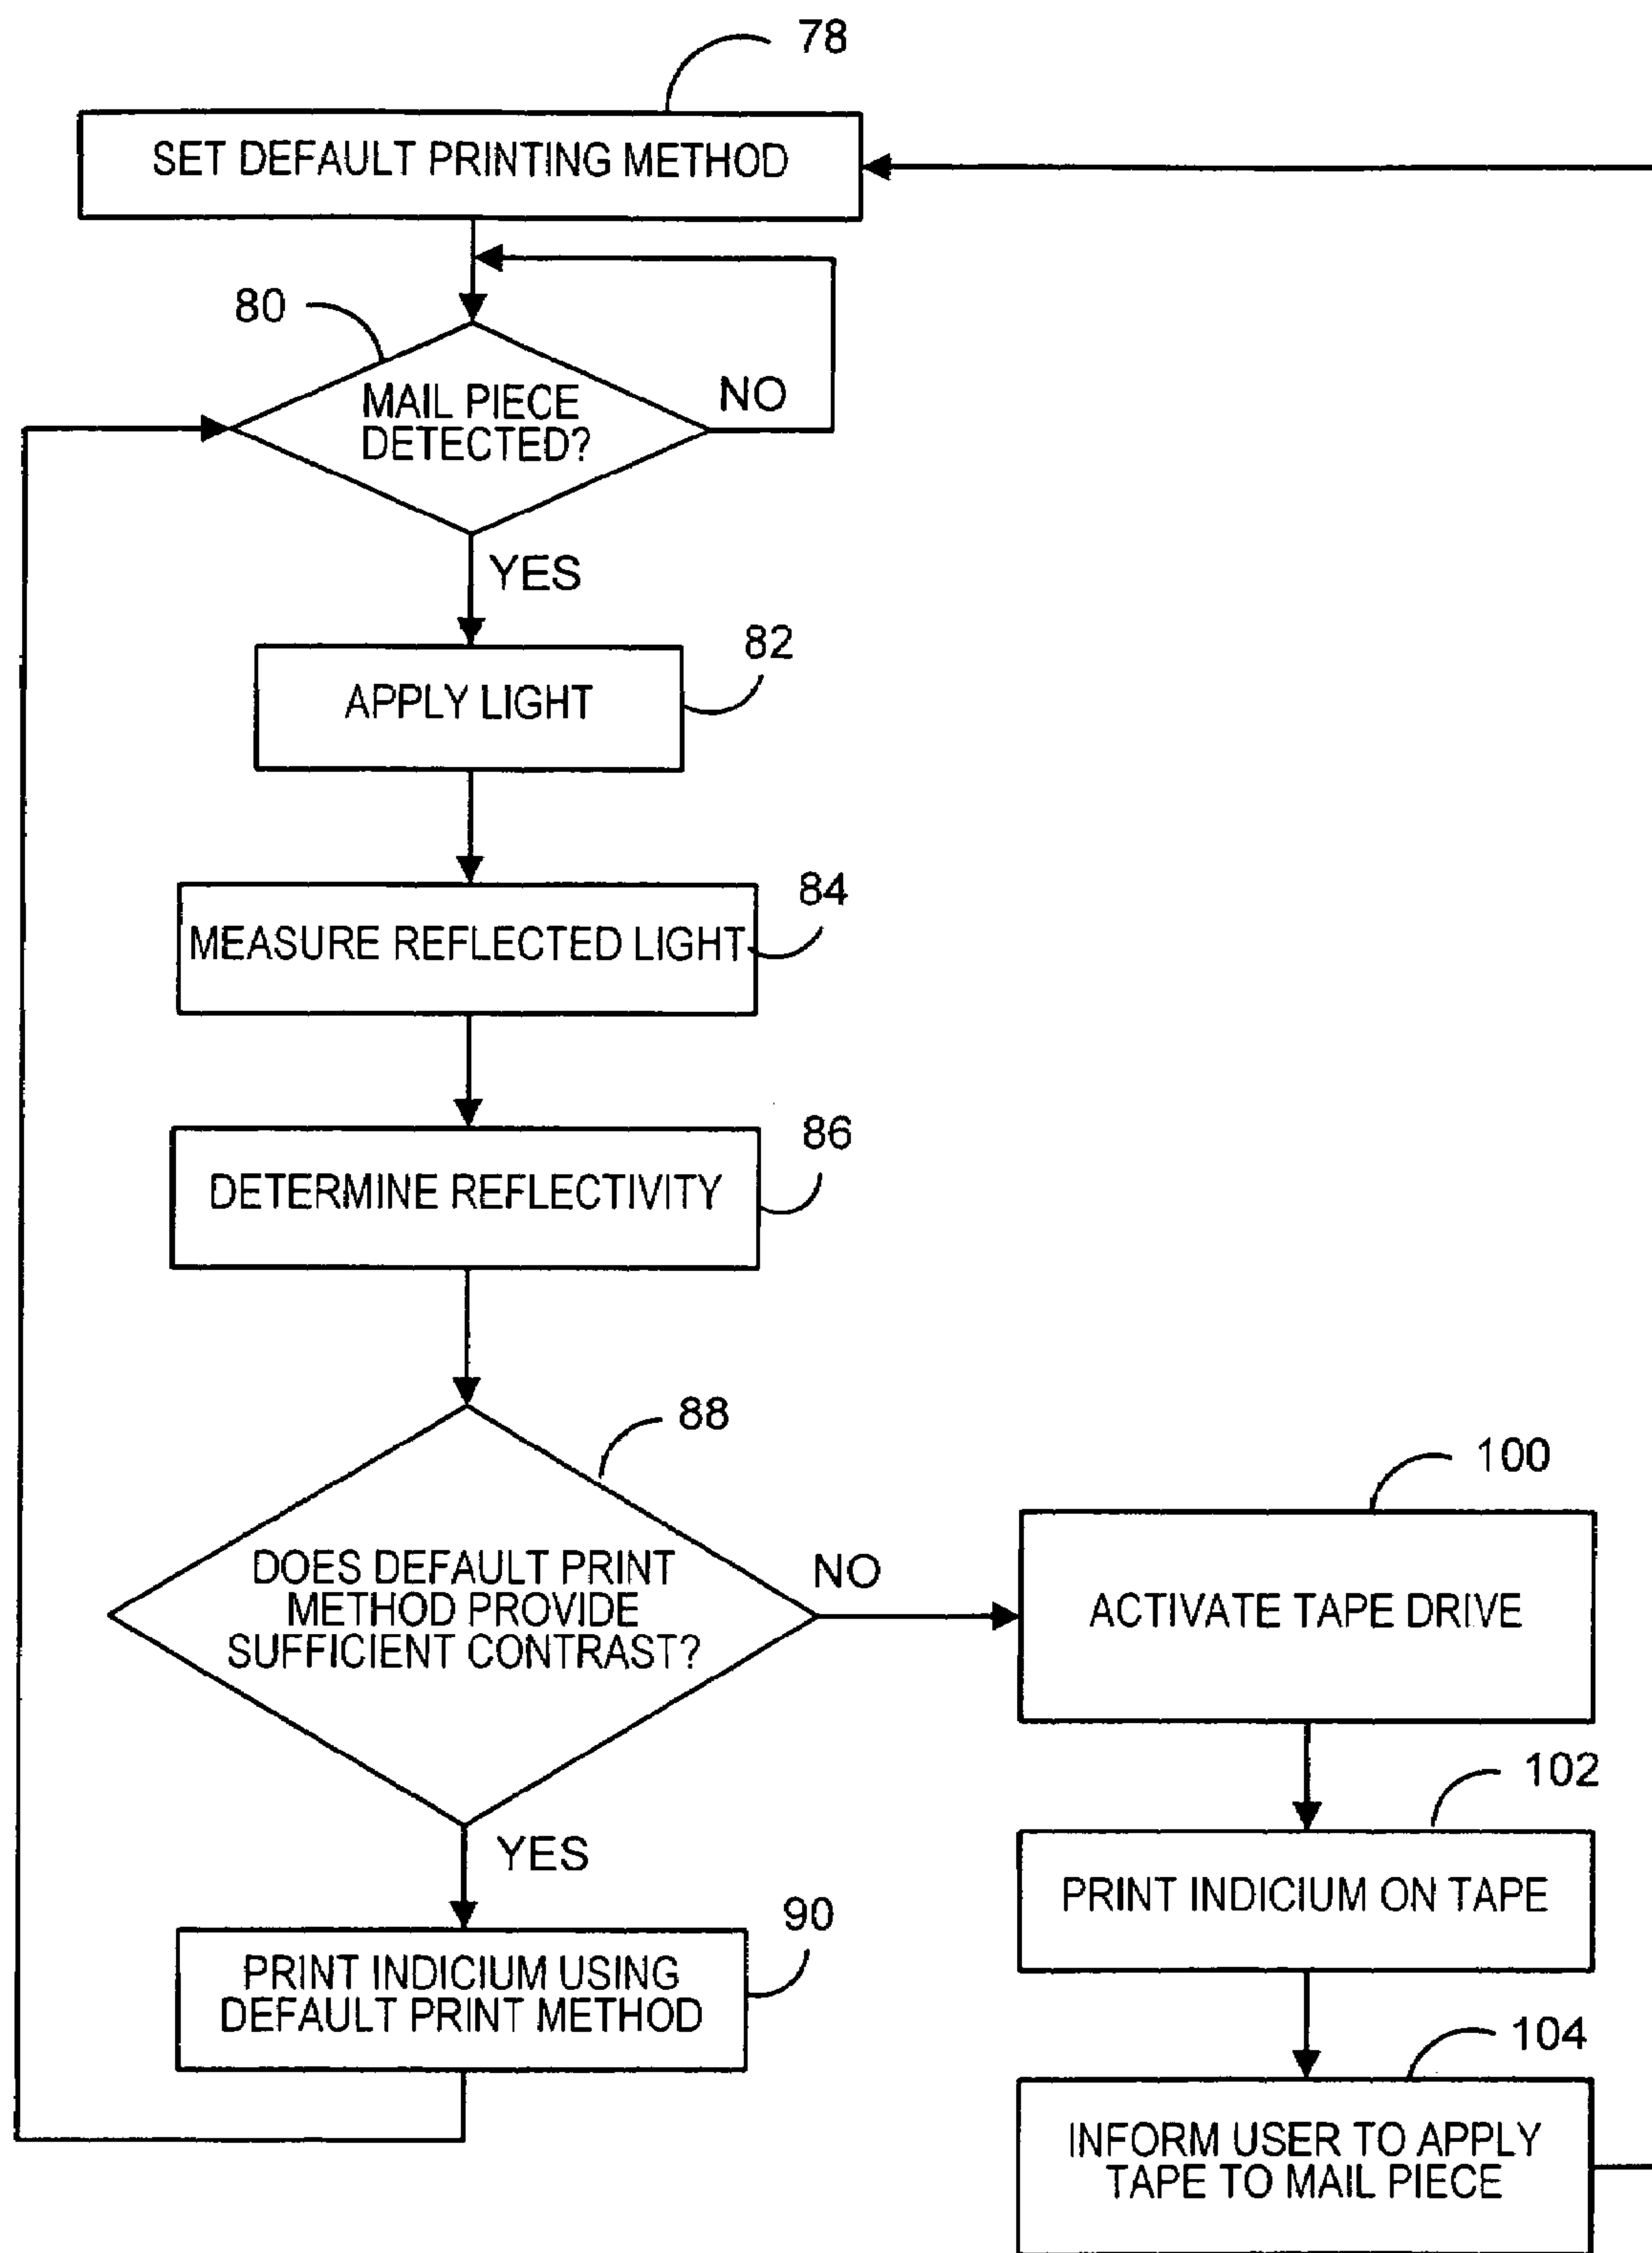 78
SET DEFAULT PRINTING METHOD
80
MAIL PIECE
DETECTED?
NO
YES
82
APPLY LIGHT
84
MEASURE REFLECTED LIGHT
86
DETERMINE REFLECTIVITY
88
DOES DEFAULT PRINT
METHOD PROVIDE
SUFFICIENT CONTRAST?
NO
100
ACTIVATE TAPE DRIVE
102
PRINT INDICIUM ON TAPE
YES
90
PRINT INDICIUM USING
DEFAULT PRINT METHOD
104
INFORM USER TO APPLY
TAPE TO MAIL PIECE